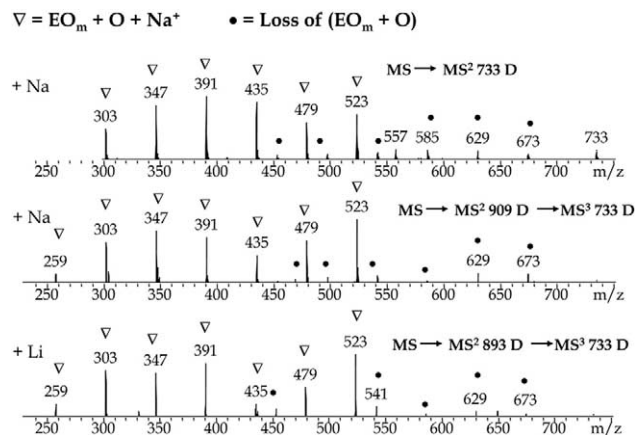 ∇ = EOₘ + O + Na⁺ • = Loss of (EOₘ + O)
+ Na
MS → MS² 733 D
∇ ∇ ∇ ∇ ∇ ∇ • • • • • •
303 347 391 435 479 523 557 585 629 673 733
250 300 350 400 450 500 550 600 650 700 m/z
+ Na
MS → MS² 909 D → MS³ 733 D
∇ ∇ ∇ ∇ ∇ ∇ ∇ • • • • • •
259 303 347 391 435 479 523 629 673
250 300 350 400 450 500 550 600 650 700 m/z
+ Li
MS → MS² 893 D → MS³ 733 D
∇ ∇ ∇ ∇ ∇ • ∇ ∇ • • • •
259 303 347 391 435 479 523 541 629 673
250 300 350 400 450 500 550 600 650 700 m/z